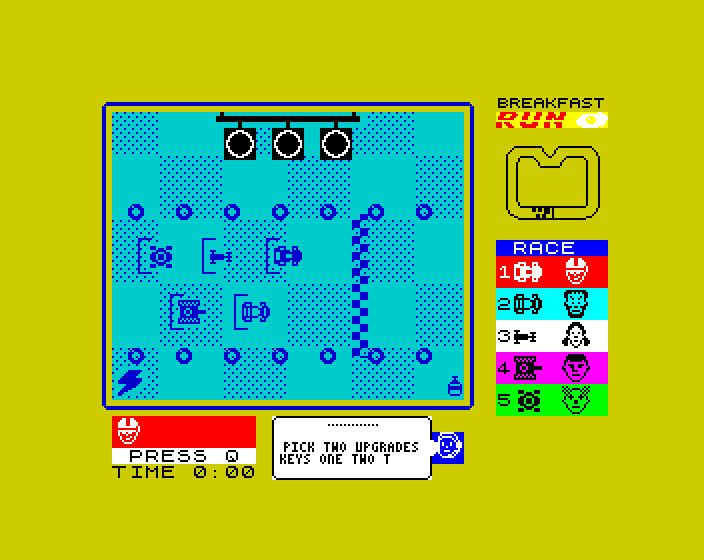 BREAKFAST
RUN
RACE
1
2
3
4
5
PRESS Q
TIME 0:00
PICK TWO UPGRADES
KEYS ONE TWO T